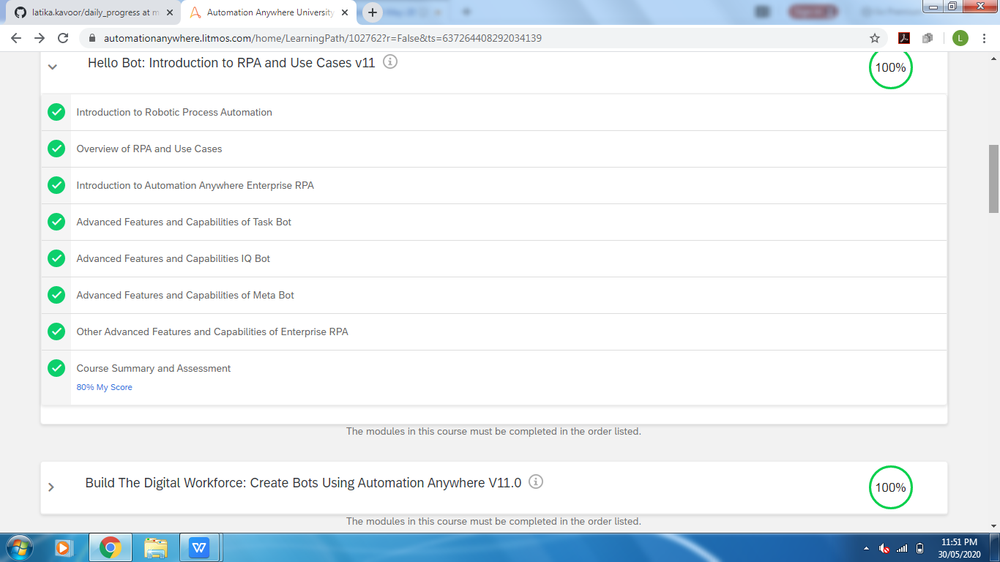 latika.kavoor/daily_progress at m
Automation Anywhere University
automationanywhere.litmos.com/home/LearningPath/102762?r=False&ts=637264408292034139
L
Hello Bot: Introduction to RPA and Use Cases v11
100%
Introduction to Robotic Process Automation
Overview of RPA and Use Cases
Introduction to Automation Anywhere Enterprise RPA
Advanced Features and Capabilities of Task Bot
Advanced Features and Capabilities IQ Bot
Advanced Features and Capabilities of Meta Bot
Other Advanced Features and Capabilities of Enterprise RPA
Course Summary and Assessment
80% My Score
The modules in this course must be completed in the order listed.
Build The Digital Workforce: Create Bots Using Automation Anywhere V11.0
100%
The modules in this course must be completed in the order listed.
W
11:51 PM
30/05/2020